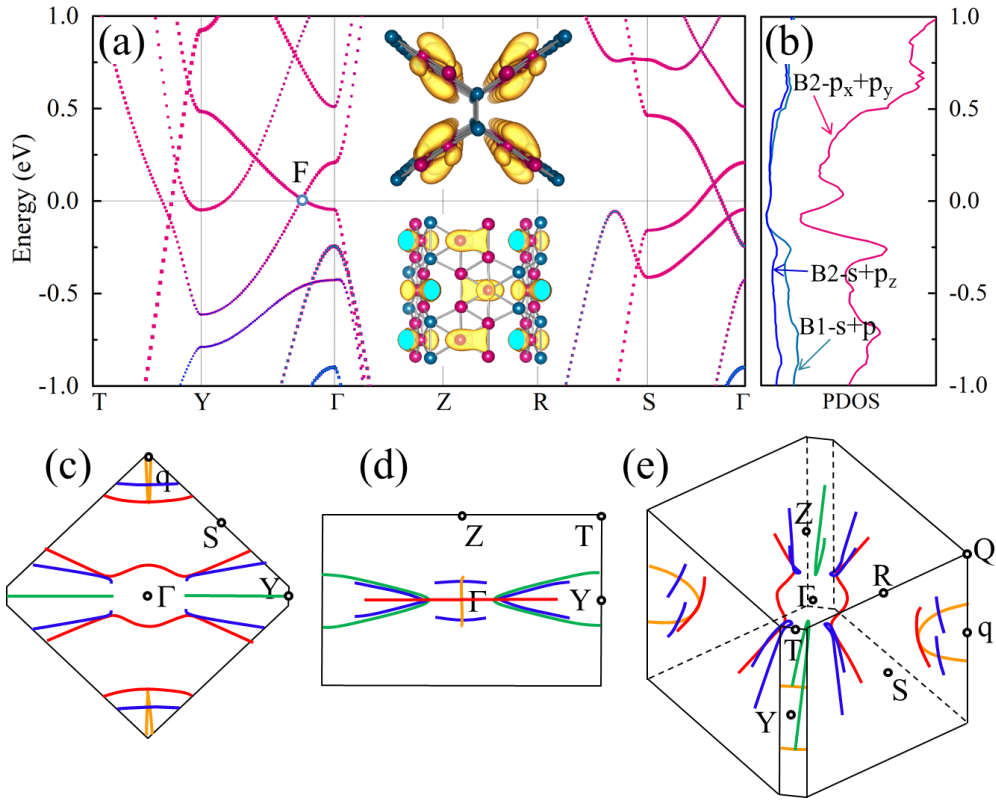 (a)
(b)
1.0
0.5
0.0
-0.5
-1.0
Energy (eV)
F
T
Y
Γ
Z
R
S
Γ
1.0
0.5
0.0
-0.5
-1.0
B2-px+py
B2-s+pz
B1-s+p
PDOS
(c)
q
S
Γ
Y
(d)
Z
T
Γ
Y
(e)
Z
Q
R
Γ
q
T
S
Y